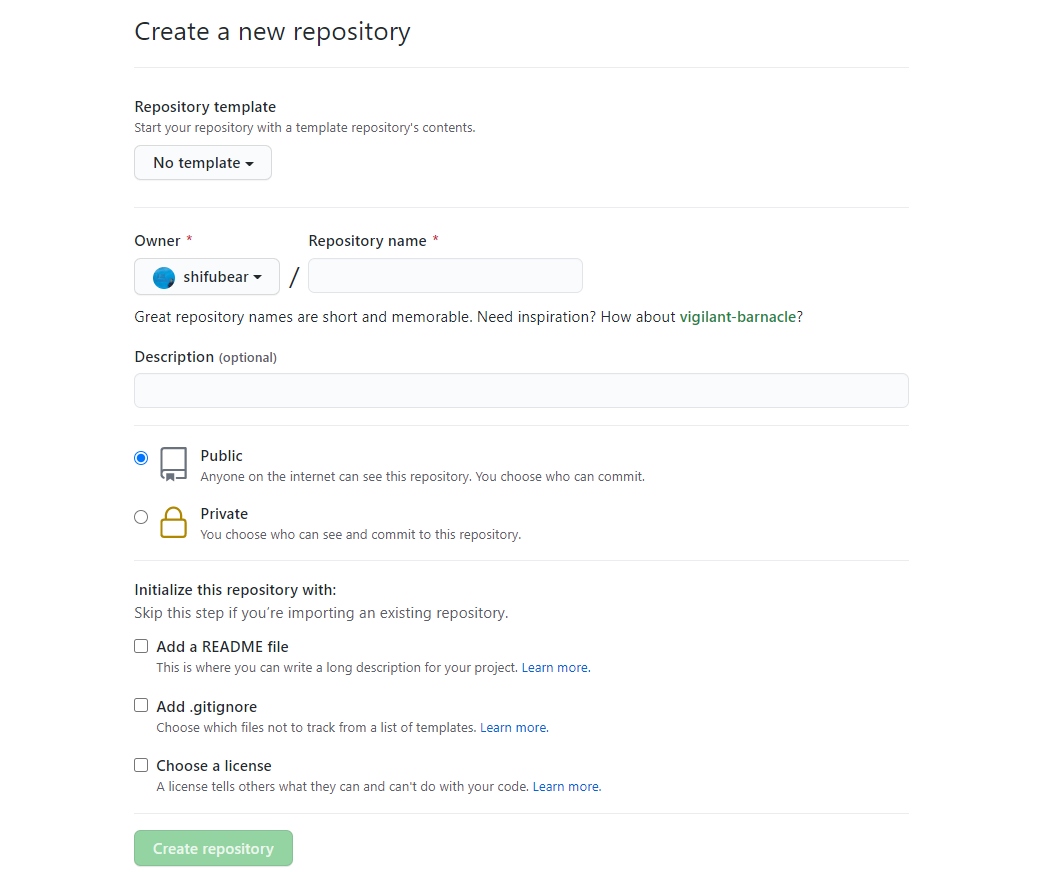 Create a new repository
Repository template
Start your repository with a template repository's contents.
No template
Owner *
Repository name *
shifubear
/
Great repository names are short and memorable. Need inspiration? How about vigilant-barnacle?
Description (optional)
Public
Anyone on the internet can see this repository. You choose who can commit.
Private
You choose who can see and commit to this repository.
Initialize this repository with:
Skip this step if you’re importing an existing repository.
Add a README file
This is where you can write a long description for your project. Learn more.
Add .gitignore
Choose which files not to track from a list of templates. Learn more.
Choose a license
A license tells others what they can and can't do with your code. Learn more.
Create repository